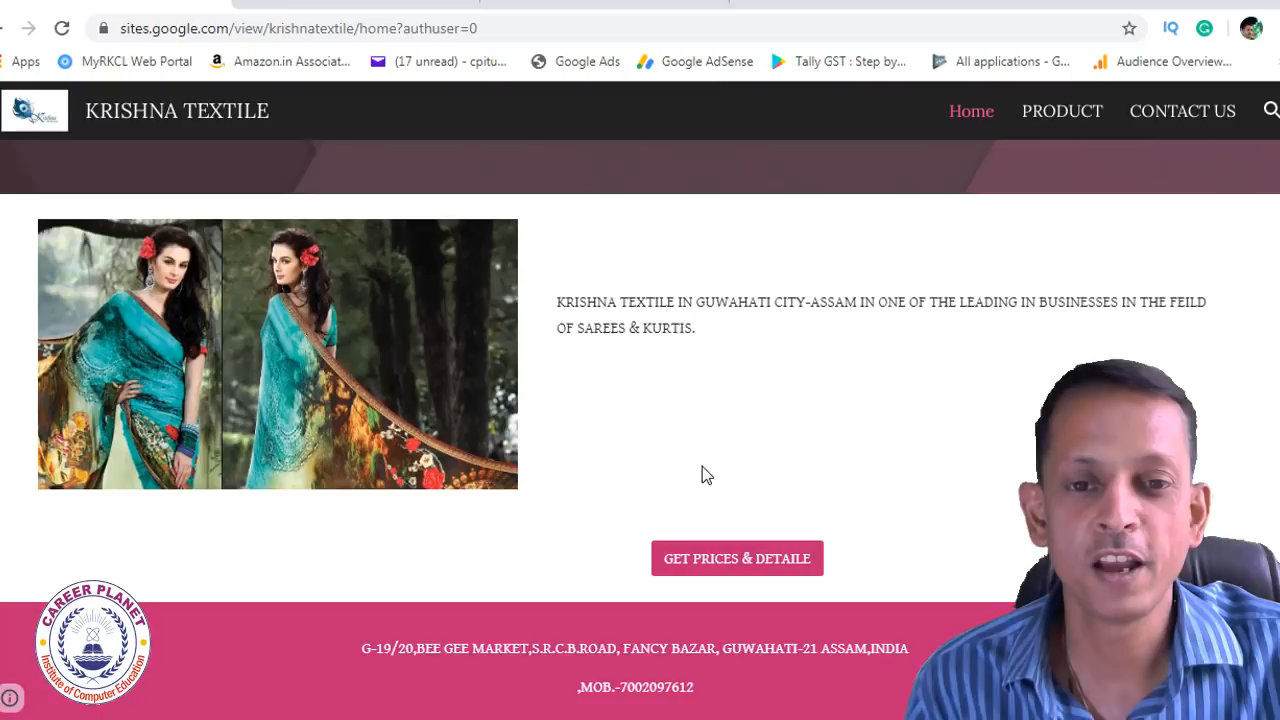 sites.google.com/view/krishnatextile/home?authuser=0
Apps MyRKCL Web Portal Amazon.in Associat... (17 unread) - cpitu... Google Ads Google AdSense Tally GST : Step by... All applications - G... Audience Overview...
KRISHNA TEXTILE Home PRODUCT CONTACT US
KRISHNA TEXTILE IN GUWAHATI CITY-ASSAM IN ONE OF THE LEADING IN BUSINESSES IN THE FEILD
OF SAREES & KURTIS.
GET PRICES & DETAILE
CAREER PLANET
Institute of Computer Education
G-19/20,BEE GEE MARKET,S.R.C.B.ROAD, FANCY BAZAR, GUWAHATI-21 ASSAM,INDIA
,MOB.-7002097612